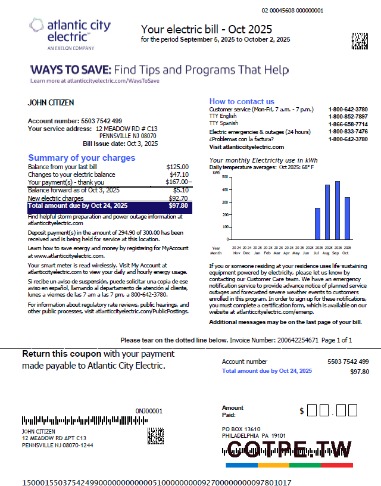 02 00045608 000000001
atlantic city
electric™
AN EXELON COMPANY
Your electric bill - Oct 2025
for the period September 5, 2025 to October 2, 2025
WAYS TO SAVE: Find Tips and Programs That Help
Learn more at atlanticcityelectric.com/WaysToSave
JOHN CITIZEN
Account number: 5503 7542 499
Your service address: 12 MEADOW RD # C13
PENNSVILLE NJ 08070
Bill Issue date: Oct 3, 2025
Summary of your charges
Balance from your last bill $125.00
Changes to your electric balance $47.10
Your payment(s) - thank you
Balance forward as of Oct 3, 2025 $5.10
New electric charges $92.70
Total amount due by Oct 24, 2025 $97.80
Find helpful storm preparation and power outage information at
atlanticcityelectric.com
Deposit payment(s) in the amount of 294.90 of 300.00 has been
received and is being held for service at this location.
Learn how to save energy and money by registering for MyAccount
at www.atlanticcityelectric.com.
Your smart meter is read wirelessly. Visit My Account at
atlanticcityelectric.com to view your daily and hourly energy usage.
Si recibe un aviso de suspensión, puede solicitar una copia de ese
aviso en español, llamando al departamento de atención al cliente,
lunes a viernes de las 7 am a las 7 pm. a 800-642-3780.
For information about regulatory rate reviews, public hearings, and
other public processes, visit atlanticcityelectric.com/PublicPostings.
How to contact us
Customer service (Mon-Fri, 7 a.m. - 7 p.m.) 1-800-642-3780
TTY English 1-800-852-7897
TTY Spanish 1-866-658-7714
Electric emergencies & outages (24 hours) 1-800-833-7476
¿Problemas con la factura? 1-800-642-3780
Visit atlanticcityelectric.com
Your monthly Electricity use in kWh
Daily temperature averages: Oct 2025: 68° F
kWh
500
400
300
200
100
0
Year
Month
If you or someone residing at your residence uses life sustaining
equipment powered by electricity, please let us know by
contacting our Customer Care team. We have an emergency
notification service to provide advance notice of planned service
outages and forecasted severe weather events to customers
enrolled in this program. In order to sign up for these notifications,
you must complete a certification form, which is available on our
website at atlanticcityelectric.com/emerp.
Additional messages may be on the last page of your bill.
Please tear on the dotted line below. Invoice Number: 200642254671 Page 1 of 1
Return this coupon with your payment
made payable to Atlantic City Electric.
Account number 5503 7542 499
Total amount due by Oct 24, 2025 $97.80
Amount
Paid:
$
JOHN CITIZEN
12 MEADOW RD APT C13
PENNSVILLE NJ 08070-1244
PO BOX 13610
PHILADELPHIA PA 19101
GOTPE.TW